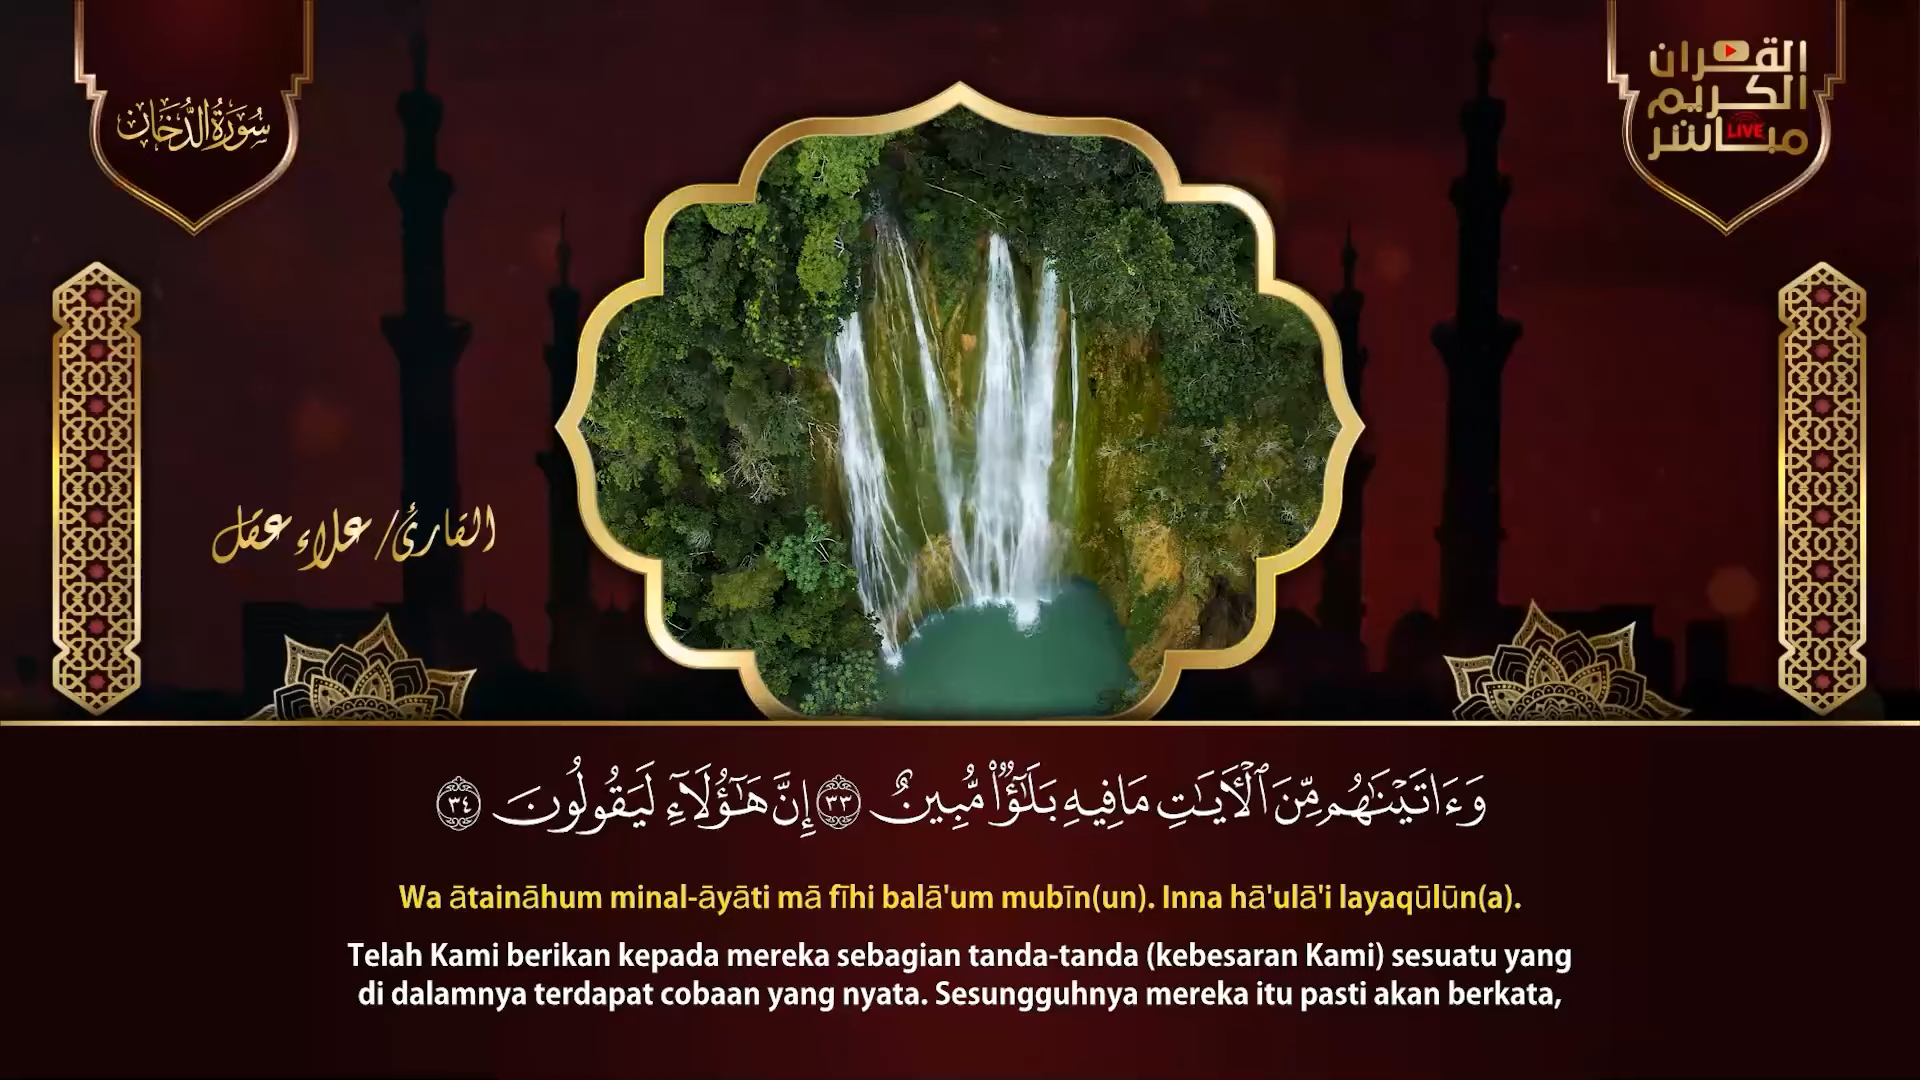 سُورَةُ الدُّخَان
القرآن
الكريم
مباشر
LIVE
القارئ/ علاء عقل
وَءَاتَيْنَٰهُم مِّنَ ٱلْأٓيَٰتِ مَا فِيهِ بَلَٰٓؤٌا۟ مُّبِينٌ ٣٣ إِنَّ هَٰٓؤُلَآءِ لَيَقُولُونَ ٣٤
Wa ātaināhum minal-āyāti mā fīhi balā'um mubīn(un). Inna hā'ulā'i layaqūlūn(a).
Telah Kami berikan kepada mereka sebagian tanda-tanda (kebesaran Kami) sesuatu yang
di dalamnya terdapat cobaan yang nyata. Sesungguhnya mereka itu pasti akan berkata,